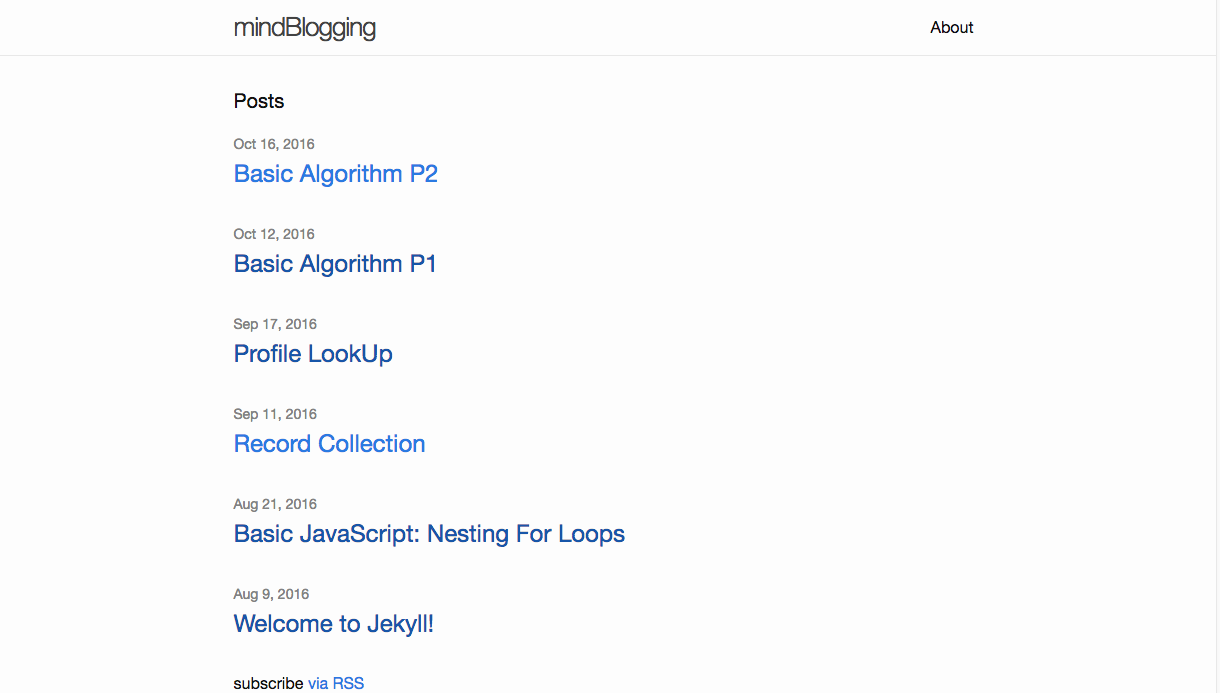 mindBlogging
About
Posts
Oct 16, 2016
Basic Algorithm P2
Oct 12, 2016
Basic Algorithm P1
Sep 17, 2016
Profile LookUp
Sep 11, 2016
Record Collection
Aug 21, 2016
Basic JavaScript: Nesting For Loops
Aug 9, 2016
Welcome to Jekyll!
subscribe via RSS